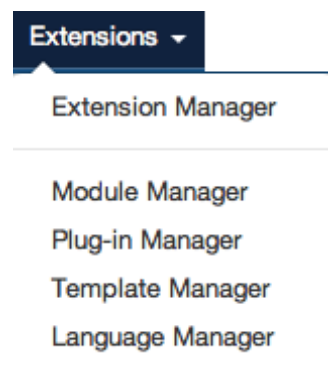 Extensions
Extension Manager
Module Manager
Plug-in Manager
Template Manager
Language Manager